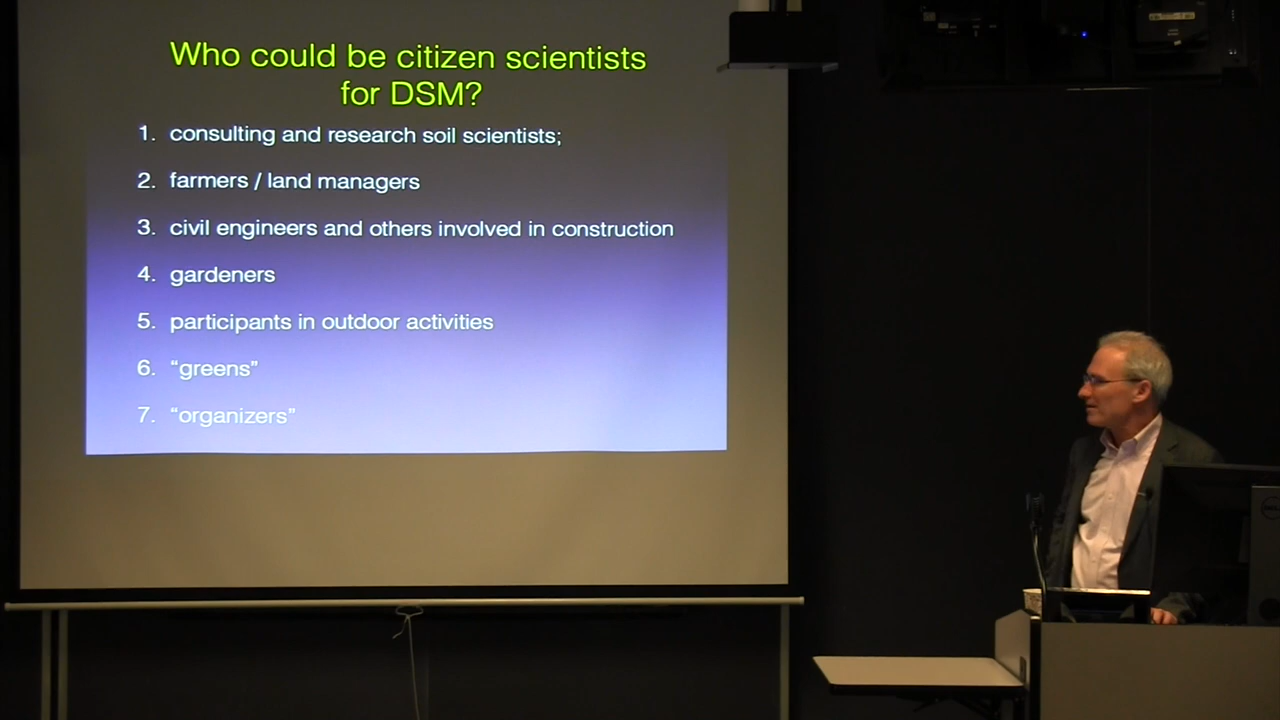 Who could be citizen scientists
for DSM?
1. consulting and research soil scientists;
2. farmers / land managers
3. civil engineers and others involved in construction
4. gardeners
5. participants in outdoor activities
6. “greens”
7. “organizers”
DELL